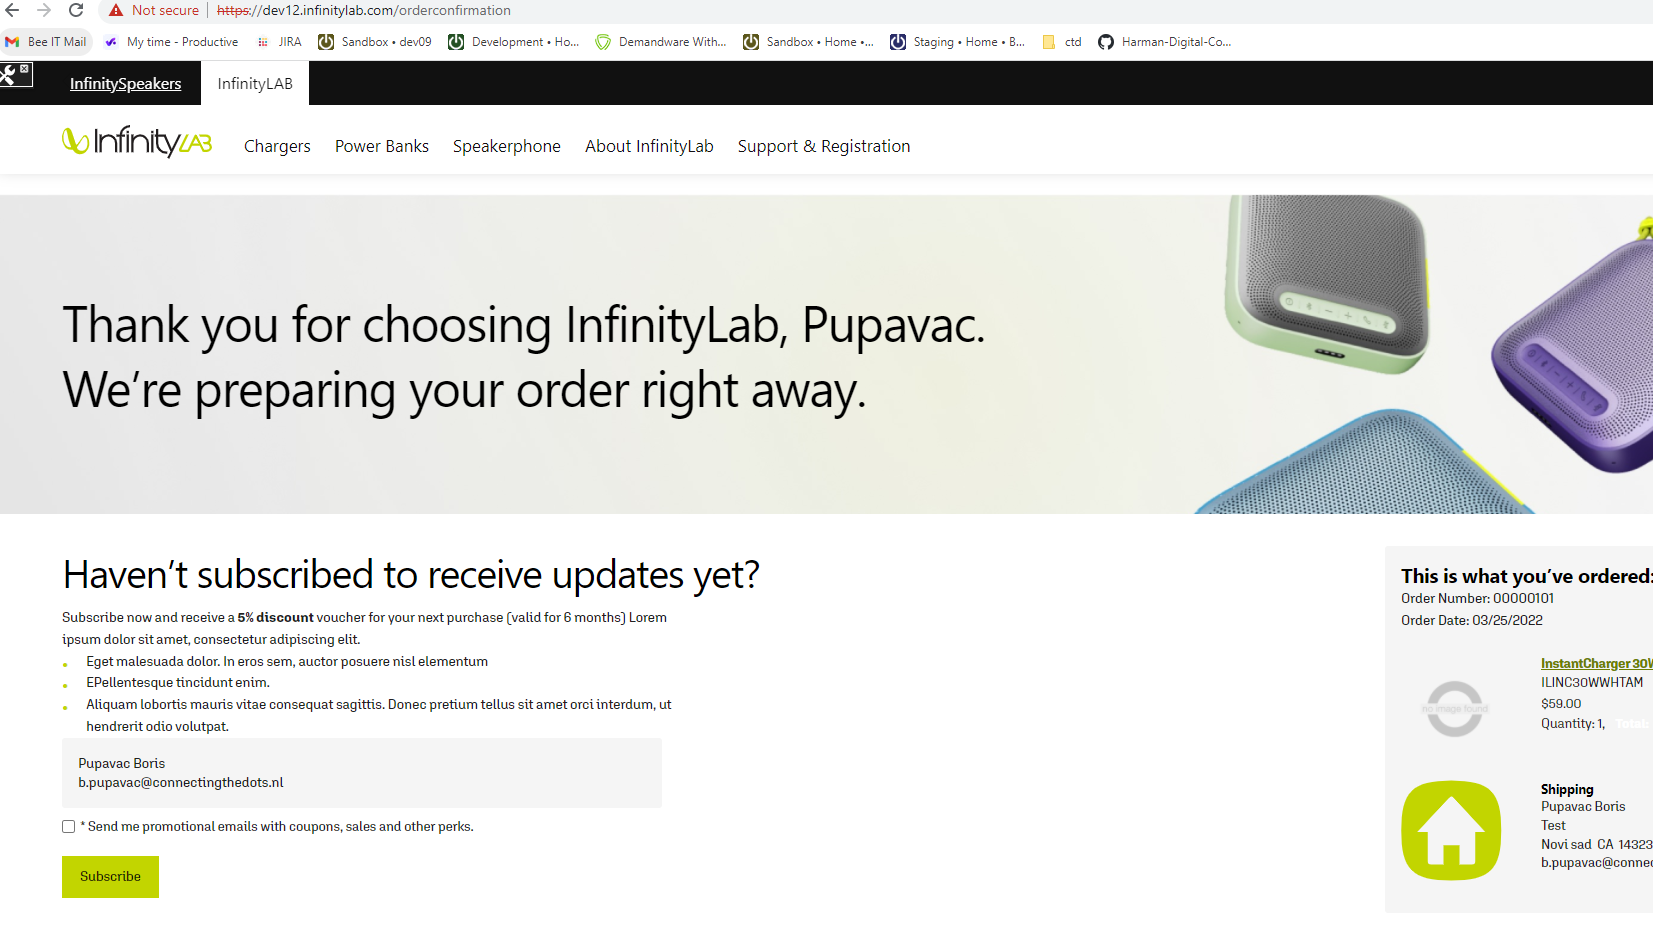 Not secure | https://dev12.infinitylab.com/orderconfirmation
Bee IT Mail My time - Productive JIRA Sandbox • dev09 Development • Ho... Demandware With... Sandbox • Home •... Staging • Home • B... ctd Harman-Digital-Co...
InfinitySpeakers InfinityLAB
InfinityLAB Chargers Power Banks Speakerphone About InfinityLab Support & Registration
Thank you for choosing InfinityLab, Pupavac.
We’re preparing your order right away.
Haven’t subscribed to receive updates yet?
Subscribe now and receive a 5% discount voucher for your next purchase (valid for 6 months) Lorem
ipsum dolor sit amet, consectetur adipiscing elit.
• Eget malesuada dolor. In eros sem, auctor posuere nisl elementum
• EPellentesque tincidunt enim.
• Aliquam lobortis mauris vitae consequat sagittis. Donec pretium tellus sit amet orci interdum, ut
hendrerit odio volutpat.
Pupavac Boris
b.pupavac@connectingthedots.nl
* Send me promotional emails with coupons, sales and other perks.
Subscribe
This is what you’ve ordered:
Order Number: 00000101
Order Date: 03/25/2022
no image found
InstantCharger 30W
ILINC30WWHTAM
$59.00
Quantity: 1, Total:
Shipping
Pupavac Boris
Test
Novi sad CA 14323
b.pupavac@connec